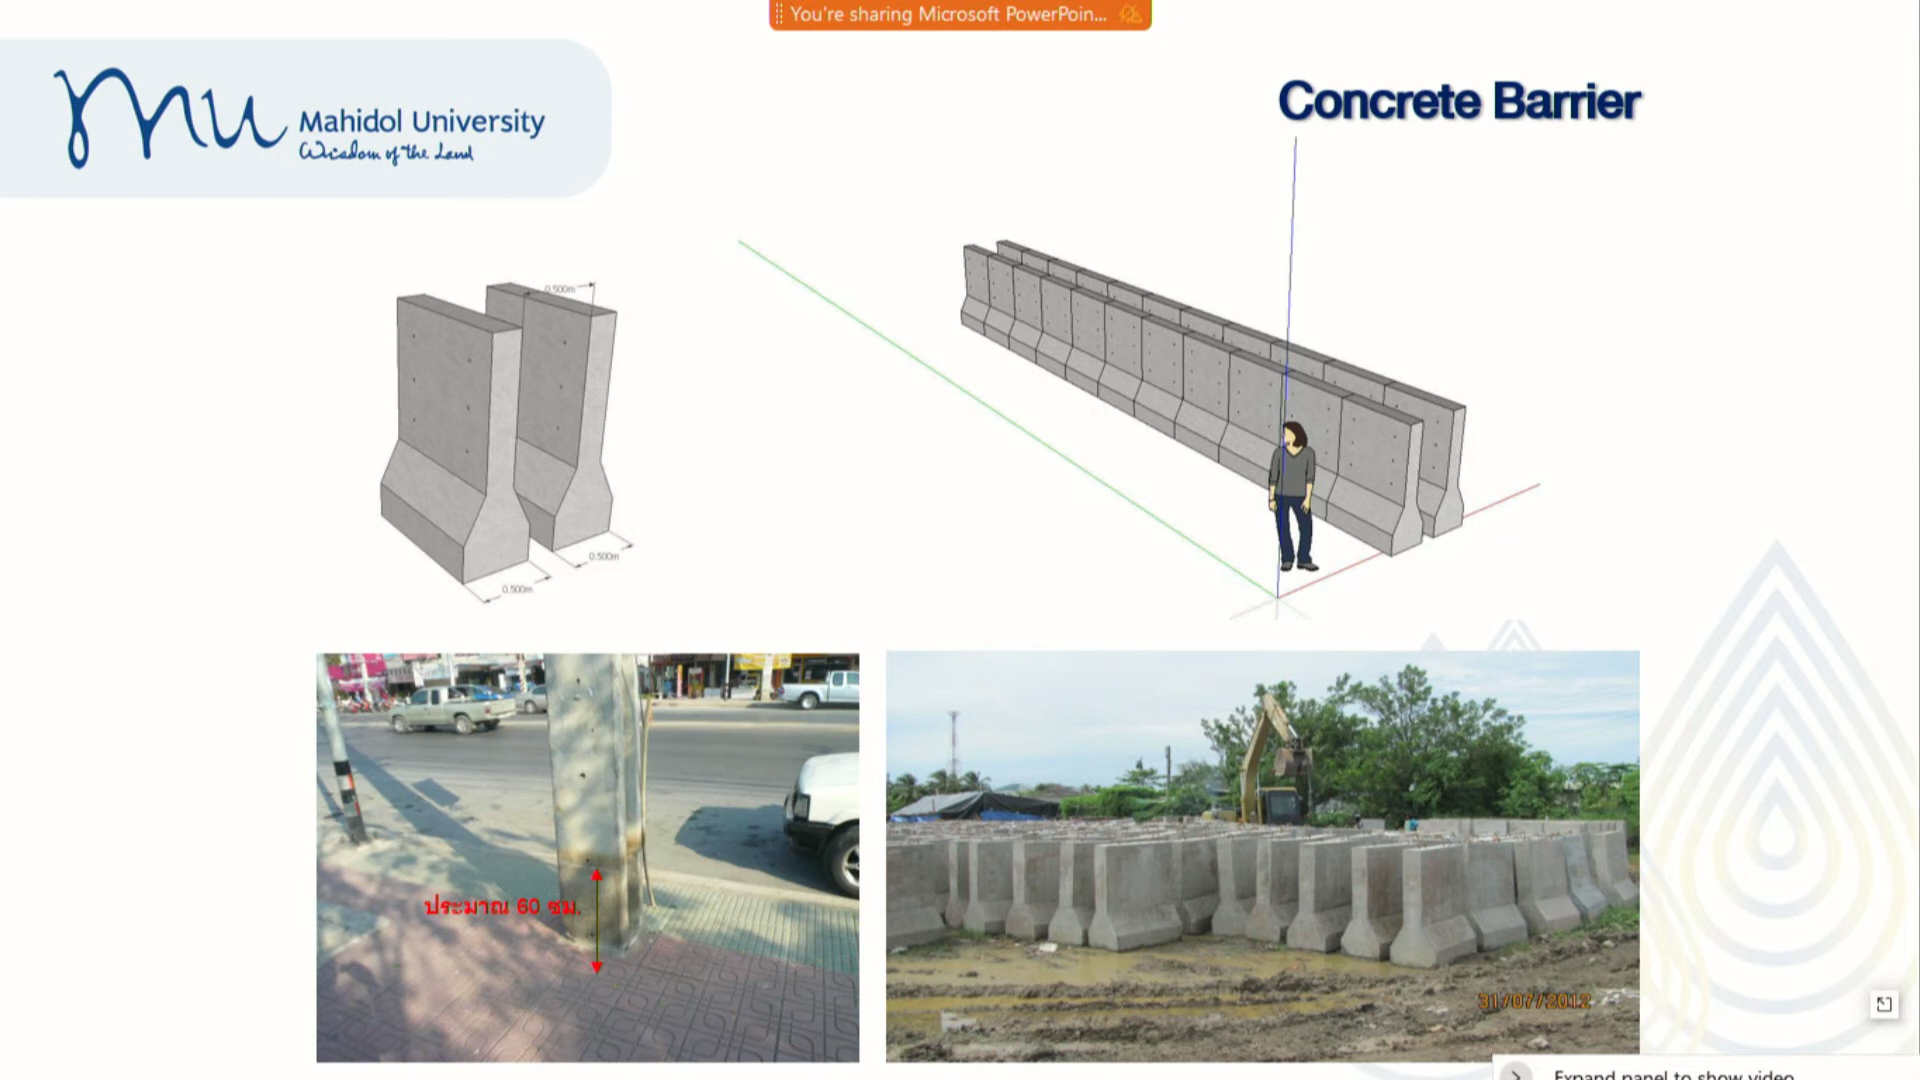 You're sharing Microsoft PowerPoin...
mu
Mahidol University
Wisdom of the Land
Concrete Barrier
0.500m
0.500m
0.500m
ประมาณ 60 ซม.
31/07/2012
Expand panel to show video